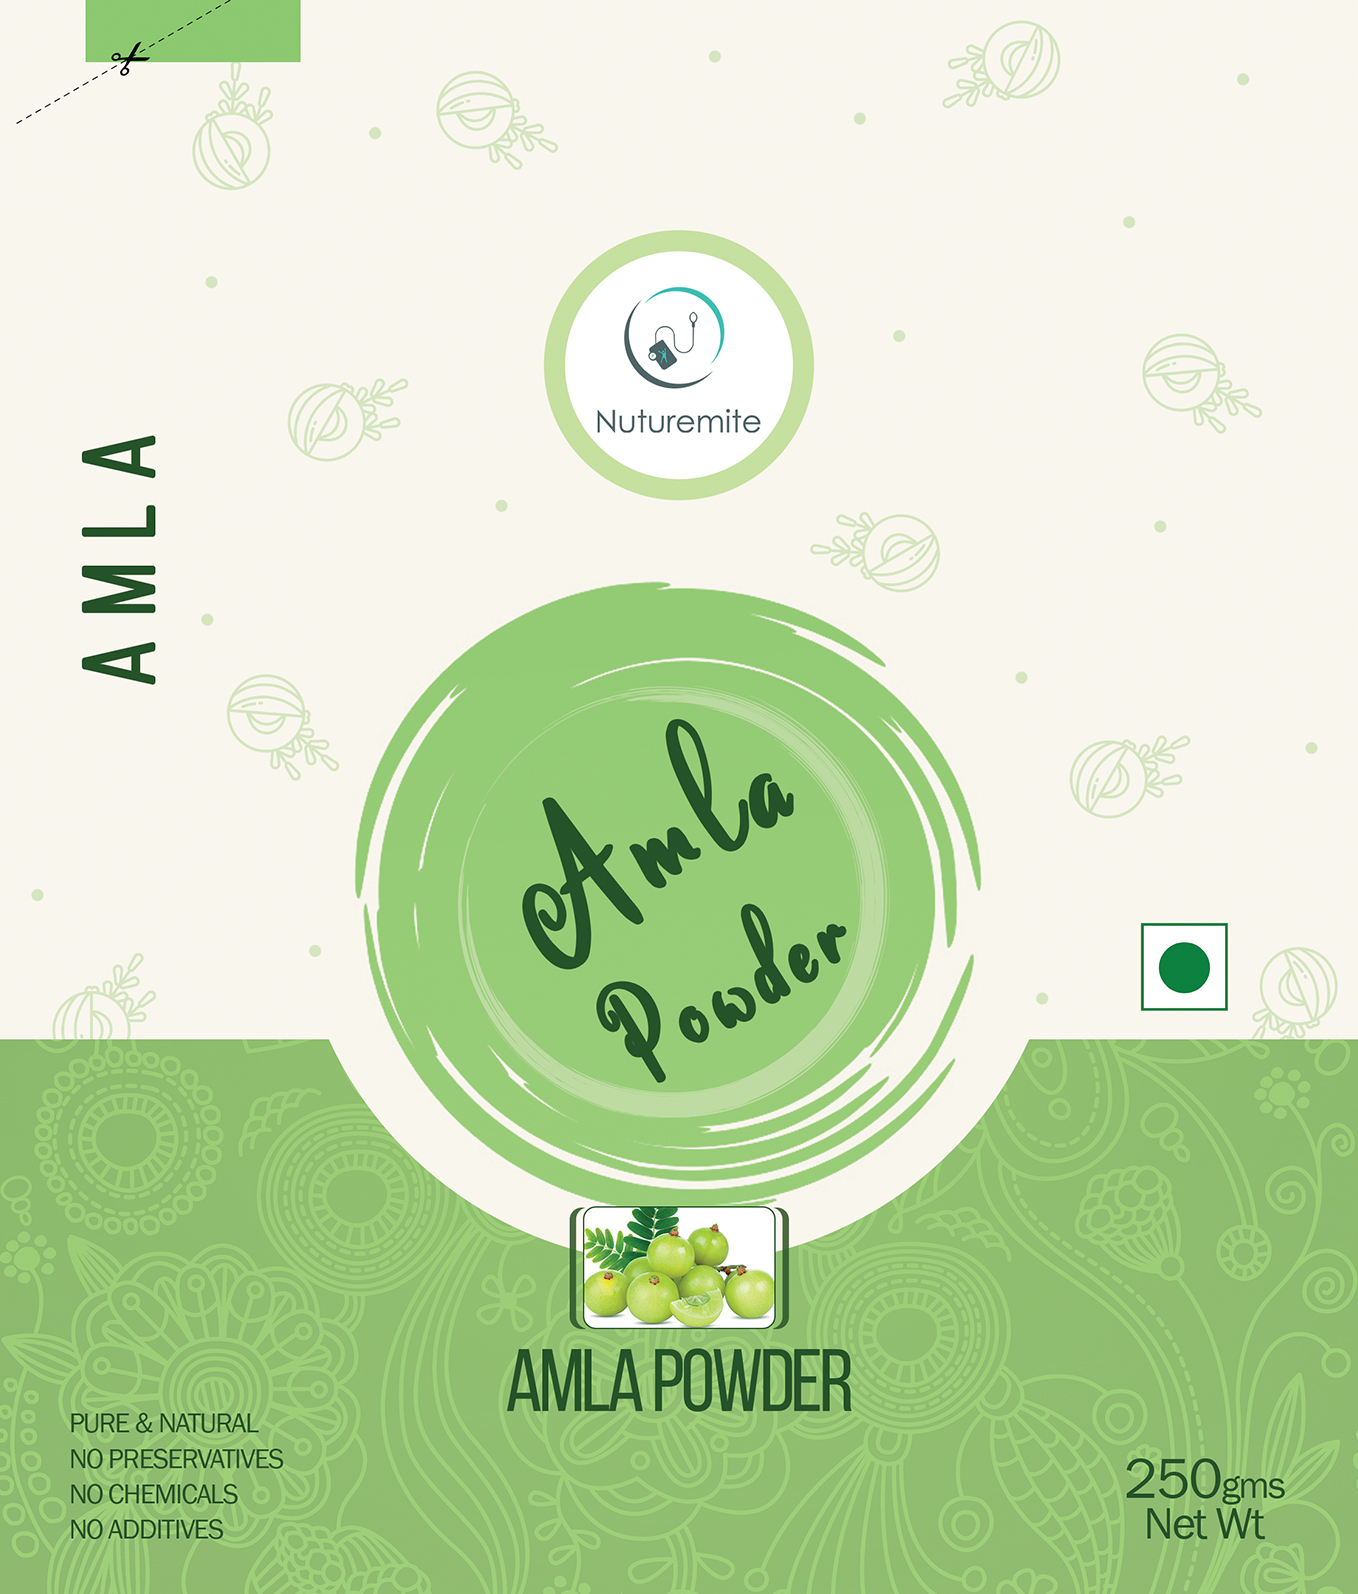 Nuturemite
AMLA
Amla
Powder
AMLA POWDER
PURE & NATURAL
NO PRESERVATIVES
NO CHEMICALS
NO ADDITIVES
250gms
Net Wt